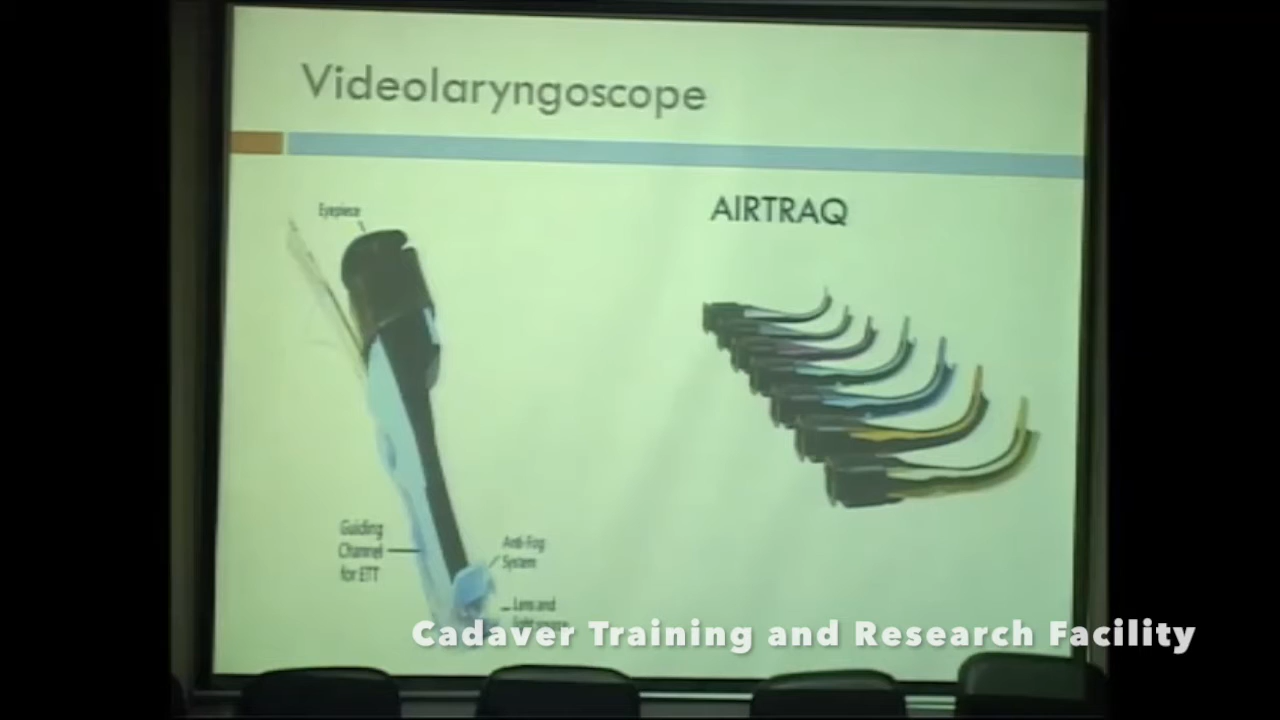 Videolaryngoscope
AIRTRAQ
Eyepiece
Guiding
Channel
for ETT
Anti-Fog
System
Lens and
Cadaver Training and Research Facility